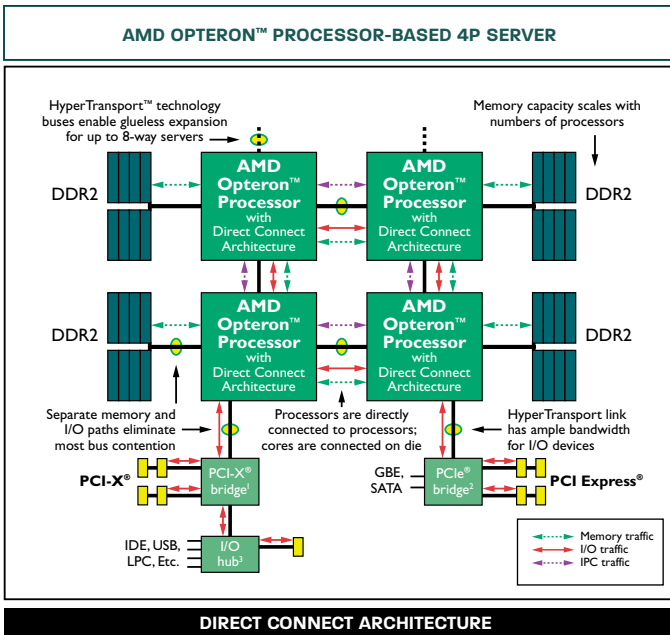 AMD OPTERON™ PROCESSOR-BASED 4P SERVER
HyperTransport™ technology
buses enable glueless expansion
for up to 8-way servers
Memory capacity scales with
numbers of processors
DDR2
AMD
Opteron™
Processor
with
Direct Connect
Architecture
AMD
Opteron™
Processor
with
Direct Connect
Architecture
DDR2
DDR2
AMD
Opteron™
Processor
with
Direct Connect
Architecture
AMD
Opteron™
Processor
with
Direct Connect
Architecture
DDR2
Separate memory and
I/O paths eliminate
most bus contention
Processors are directly
connected to processors;
cores are connected on die
HyperTransport link
has ample bandwidth
for I/O devices
PCI-X®
PCI-X®
bridge¹
GBE,
SATA
PCIe®
bridge²
PCI Express®
IDE, USB,
LPC, Etc.
I/O
hub³
Memory traffic
I/O traffic
IPC traffic
DIRECT CONNECT ARCHITECTURE